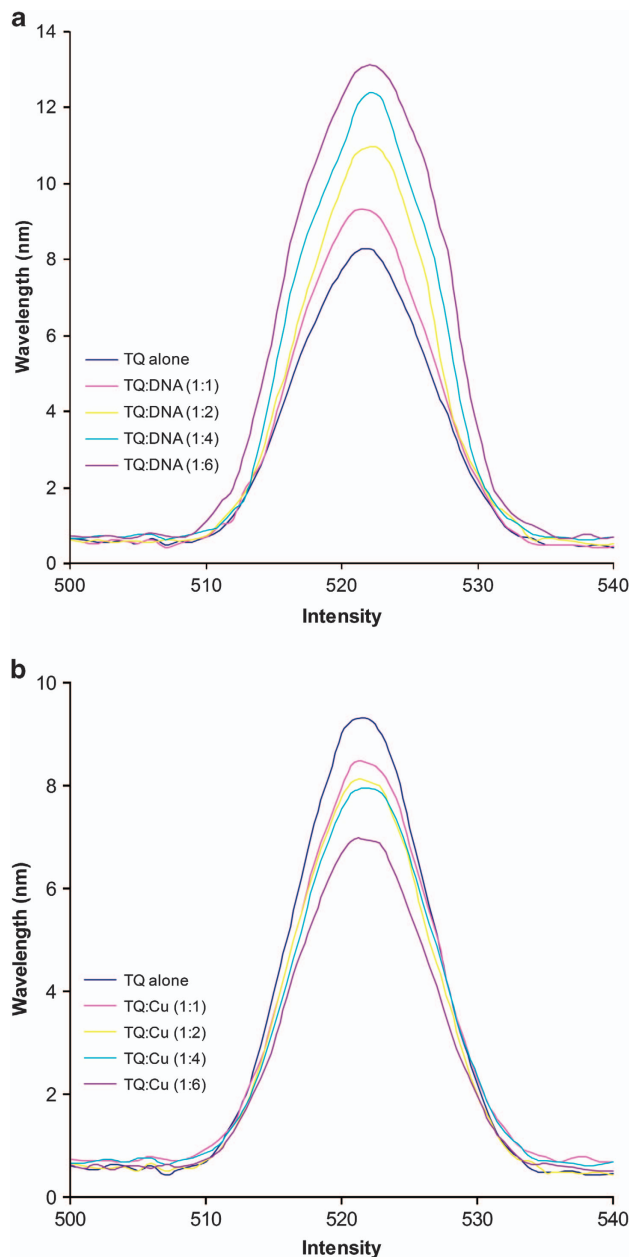 a
14
12
10
8
6
4
2
0
Wavelength (nm)
TQ alone
TQ:DNA (1:1)
TQ:DNA (1:2)
TQ:DNA (1:4)
TQ:DNA (1:6)
500 510 520 530 540
Intensity
b
10
8
6
4
2
0
Wavelength (nm)
TQ alone
TQ:Cu (1:1)
TQ:Cu (1:2)
TQ:Cu (1:4)
TQ:Cu (1:6)
500 510 520 530 540
Intensity